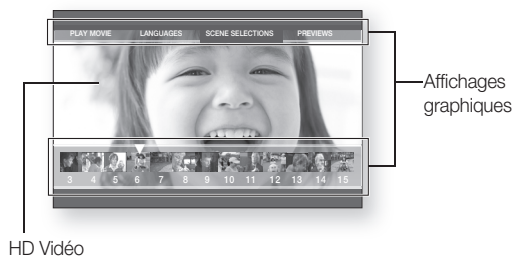 PLAY MOVIE LANGUAGES SCENE SELECTIONS PREVIEWS
Affichages
graphiques
3 4 5 6 7 8 9 10 11 12 13 14 15
HD Vidéo